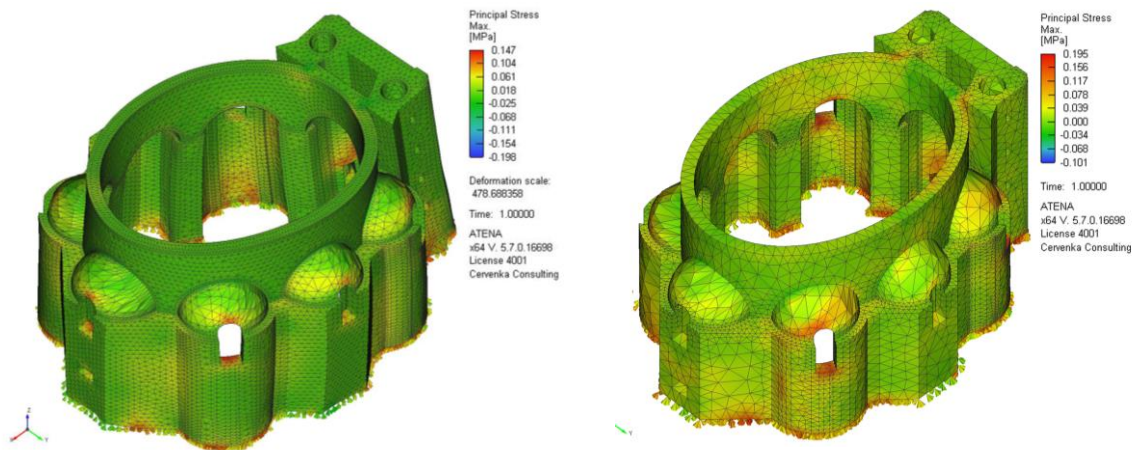 Principal Stress
Max.
[MPa]
0.147
0.104
0.061
0.018
-0.025
-0.068
-0.111
-0.154
-0.198
Deformation scale:
478.688358
Time: 1.00000
ATENA
x64 V. 5.7.0.16698
License 4001
Cervenka Consulting
Z
X
Y
Principal Stress
Max.
[MPa]
0.195
0.156
0.117
0.078
0.039
0.000
-0.034
-0.068
-0.101
Time: 1.00000
ATENA
x64 V. 5.7.0.16698
License 4001
Cervenka Consulting
Y